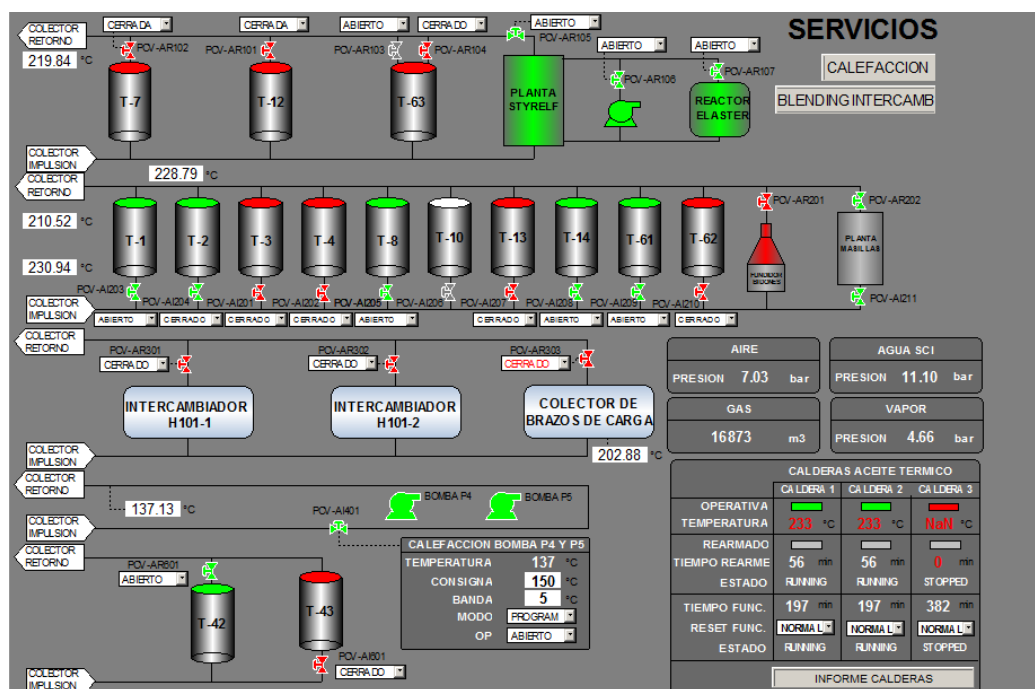 SERVICIOS
CALEFACCION
BLENDING INTERCAMB
COLECTOR
RETORNO
219.84 °C
CERRADA
CERRADA
ABIERTO
CERRADO
ABIERTO
ABIERTO
ABIERTO
PCV-AR102
PCV-AR101
PCV-AR103
PCV-AR104
PCV-AR105
PCV-AR106
PCV-AR107
T-7
T-12
T-63
PLANTA
STYRELF
REACTOR
ELASTER
COLECTOR
IMPULSION
228.79 °C
COLECTOR
RETORNO
210.52 °C
230.94 °C
T-1
T-2
T-3
T-4
T-8
T-10
T-13
T-14
T-61
T-62
PCV-AR201
PCV-AR202
FUNDIDOR
BIDONES
PLANTA
MASILLAS
PCV-AI203
PCV-AI204
PCV-AI201
PCV-AI202
PCV-AI205
PCV-AI206
PCV-AI207
PCV-AI208
PCV-AI209
PCV-AI210
PCV-AI211
COLECTOR
IMPULSION
ABIERTO
CERRADO
CERRADO
CERRADO
ABIERTO
CERRADO
ABIERTO
ABIERTO
CERRADO
COLECTOR
RETORNO
PCV-AR301
CERRADO
PCV-AR302
CERRADO
PCV-AR303
CERRADO
INTERCAMBIADOR
H101-1
INTERCAMBIADOR
H101-2
COLECTOR DE
BRAZOS DE CARGA
202.88 °C
COLECTOR
IMPULSION
AIRE
PRESION 7.03 bar
AGUA SCI
PRESION 11.10 bar
GAS
16873 m3
VAPOR
PRESION 4.66 bar
COLECTOR
RETORNO
137.13 °C
PCV-AI401
BOMBA P4
BOMBA P5
COLECTOR
IMPULSION
CALEFACCION BOMBA P4 Y P5
TEMPERATURA 137 °C
CONSIGNA 150 °C
BANDA 5 °C
MODO PROGRAM
OP ABIERTO
COLECTOR
RETORNO
PCV-AR601
ABIERTO
T-42
T-43
PCV-AI601
CERRADO
COLECTOR
IMPULSION
CALDERAS ACEITE TERMICO
CALDERA 1 CALDERA 2 CALDERA 3
OPERATIVA
TEMPERATURA 233 °C 233 °C NaN °C
REARMADO
TIEMPO REARME 56 min 56 min 0 min
ESTADO RUNNING RUNNING STOPPED
TIEMPO FUNC. 197 min 197 min 382 min
RESET FUNC. NORMAL NORMAL NORMAL
ESTADO RUNNING RUNNING STOPPED
INFORME CALDERAS